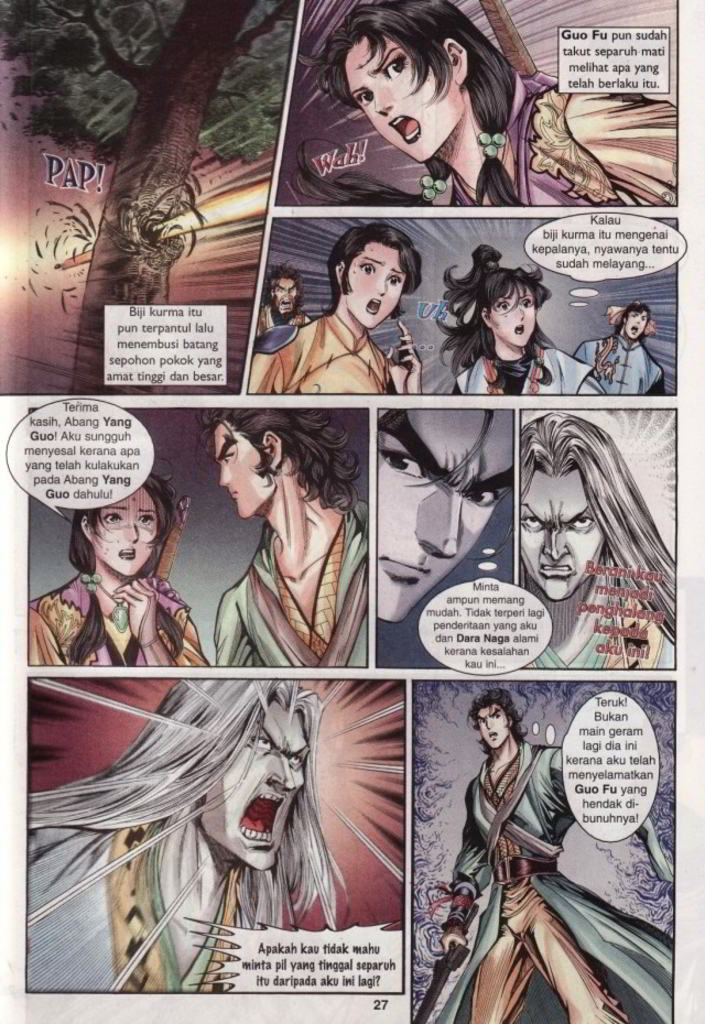 PAP!
Biji kurma itu
pun terpantul lalu
menembusi batang
sepohon pokok yang
amat tinggi dan besar.
Guo Fu pun sudah
takut separuh mati
melihat apa yang
telah berlaku itu.
Wah!
Kalau
biji kurma itu mengenai
kepalanya, nyawanya tentu
sudah melayang...
Uh
...
Terima
kasih, Abang Yang
Guo! Aku sungguh
menyesal kerana apa
yang telah kulakukan
pada Abang Yang
Guo dahulu!
Minta
ampun memang
mudah. Tidak terperi lagi
penderitaan yang aku
dan Dara Naga alami
kerana kesalahan
kau ini...
Berani kau
menjadi
penghalang
kepada
aku ini!
Apakah kau tidak mahu
minta pil yang tinggal separuh
itu daripada aku ini lagi?
Teruk!
Bukan
main geram
lagi dia ini
kerana aku telah
menyelamatkan
Guo Fu yang
hendak di-
bunuhnya!
27